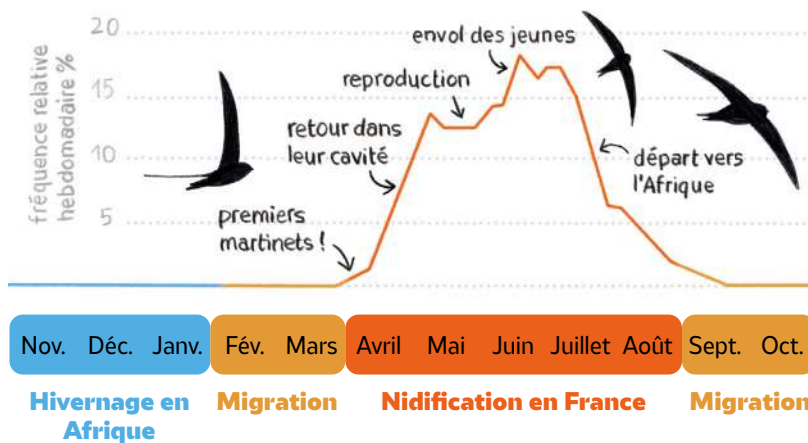 fréquence relative
hebdomadaire %
20
15
10
5
premiers
martinets !
retour dans
leur cavité
reproduction
envol des jeunes
départ vers
l'Afrique
Nov. Déc. Janv. Fév. Mars Avril Mai Juin Juillet Août Sept. Oct.
Hivernage en
Afrique
Migration
Nidification en France
Migration